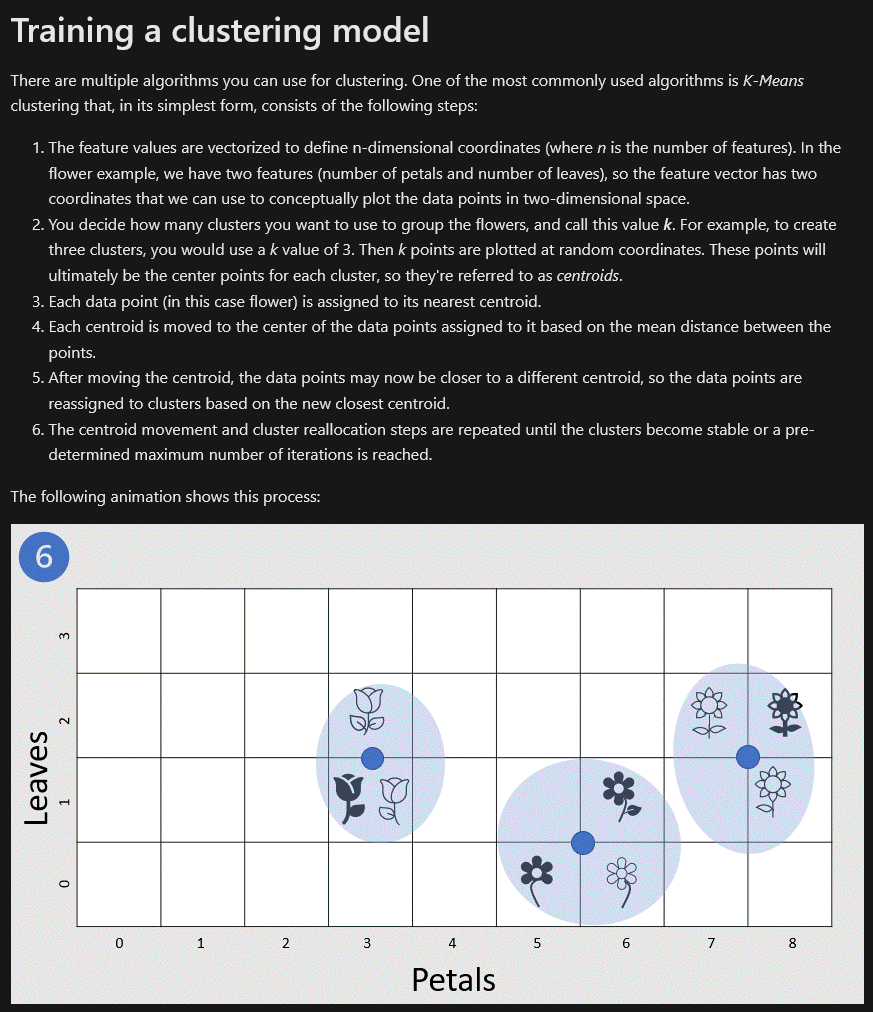 Training a clustering model
There are multiple algorithms you can use for clustering. One of the most commonly used algorithms is K-Means
clustering that, in its simplest form, consists of the following steps:
1. The feature values are vectorized to define n-dimensional coordinates (where n is the number of features). In the
flower example, we have two features (number of petals and number of leaves), so the feature vector has two
coordinates that we can use to conceptually plot the data points in two-dimensional space.
2. You decide how many clusters you want to use to group the flowers, and call this value k. For example, to create
three clusters, you would use a k value of 3. Then k points are plotted at random coordinates. These points will
ultimately be the center points for each cluster, so they're referred to as centroids.
3. Each data point (in this case flower) is assigned to its nearest centroid.
4. Each centroid is moved to the center of the data points assigned to it based on the mean distance between the
points.
5. After moving the centroid, the data points may now be closer to a different centroid, so the data points are
reassigned to clusters based on the new closest centroid.
6. The centroid movement and cluster reallocation steps are repeated until the clusters become stable or a pre-
determined maximum number of iterations is reached.
The following animation shows this process:
6
Leaves
3
2
1
0
0 1 2 3 4 5 6 7 8
Petals